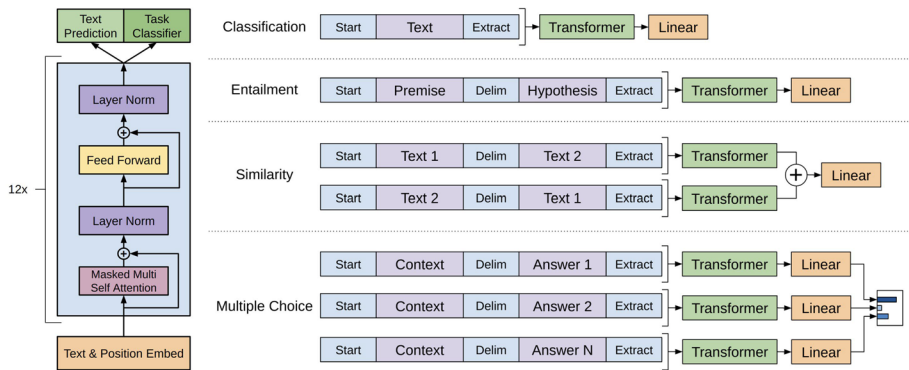 Text
Prediction
Task
Classifier
12x
Layer Norm
Feed Forward
Layer Norm
Masked Multi
Self Attention
Text & Position Embed
Classification
Start
Text
Extract
Transformer
Linear
Entailment
Start
Premise
Delim
Hypothesis
Extract
Transformer
Linear
Similarity
Start
Text 1
Delim
Text 2
Extract
Transformer
Start
Text 2
Delim
Text 1
Extract
Transformer
Linear
Multiple Choice
Start
Context
Delim
Answer 1
Extract
Transformer
Linear
Start
Context
Delim
Answer 2
Extract
Transformer
Linear
Start
Context
Delim
Answer N
Extract
Transformer
Linear